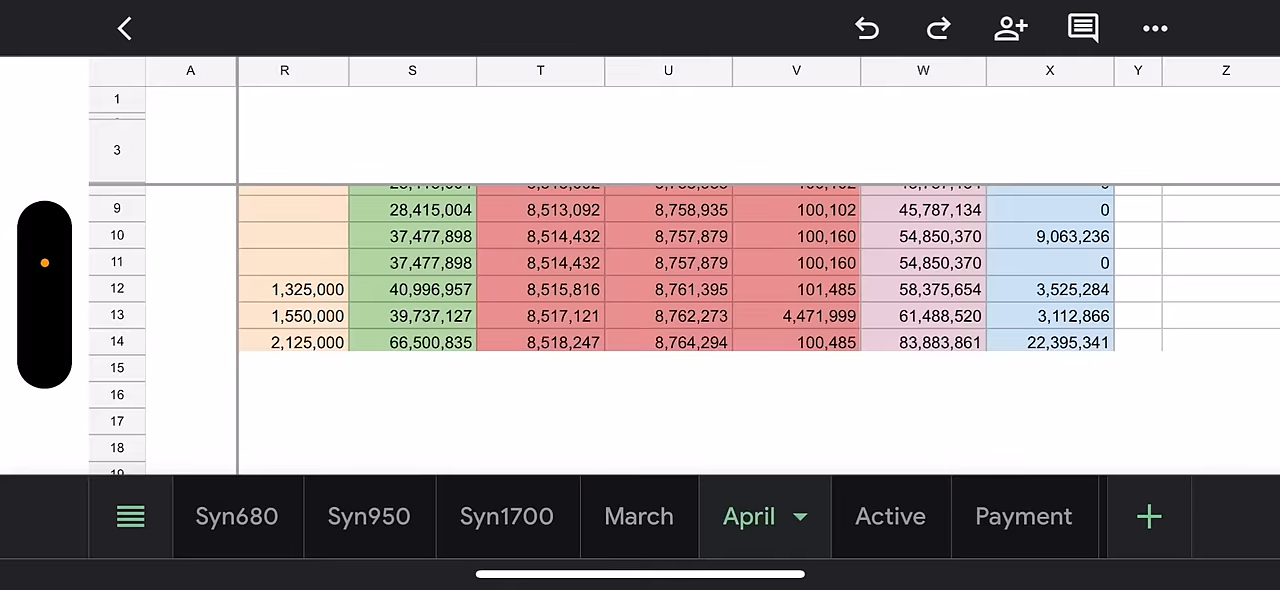 A R S T U V W X Y Z
1
3
9 28,415,004 8,513,092 8,758,935 100,102 45,787,134 0
10 37,477,898 8,514,432 8,757,879 100,160 54,850,370 9,063,236
11 37,477,898 8,514,432 8,757,879 100,160 54,850,370 0
12 1,325,000 40,996,957 8,515,816 8,761,395 101,485 58,375,654 3,525,284
13 1,550,000 39,737,127 8,517,121 8,762,273 4,471,999 61,488,520 3,112,866
14 2,125,000 66,500,835 8,518,247 8,764,294 100,485 83,883,861 22,395,341
15
16
17
18
Syn680 Syn950 Syn1700 March April Active Payment